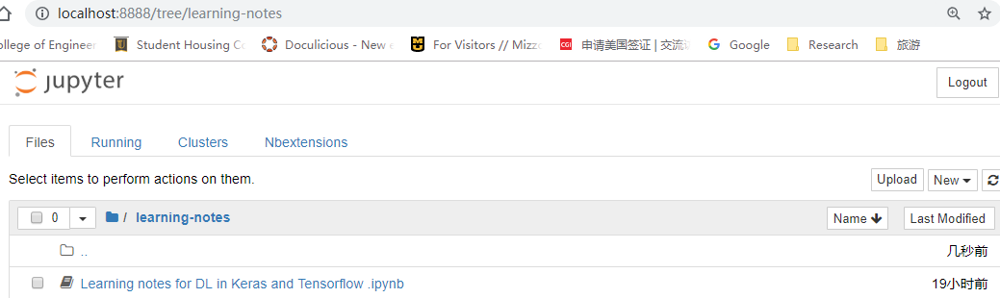 localhost:8888/tree/learning-notes
ollege of Engineer Student Housing Co Doculicious - New e For Visitors // Mizzo CGI 申请美国签证 | 交流 Google Research 旅游
jupyter Logout
Files Running Clusters Nbextensions
Select items to perform actions on them. Upload New
0 / learning-notes Name Last Modified
.. 几秒前
Learning notes for DL in Keras and Tensorflow .ipynb 19小时前